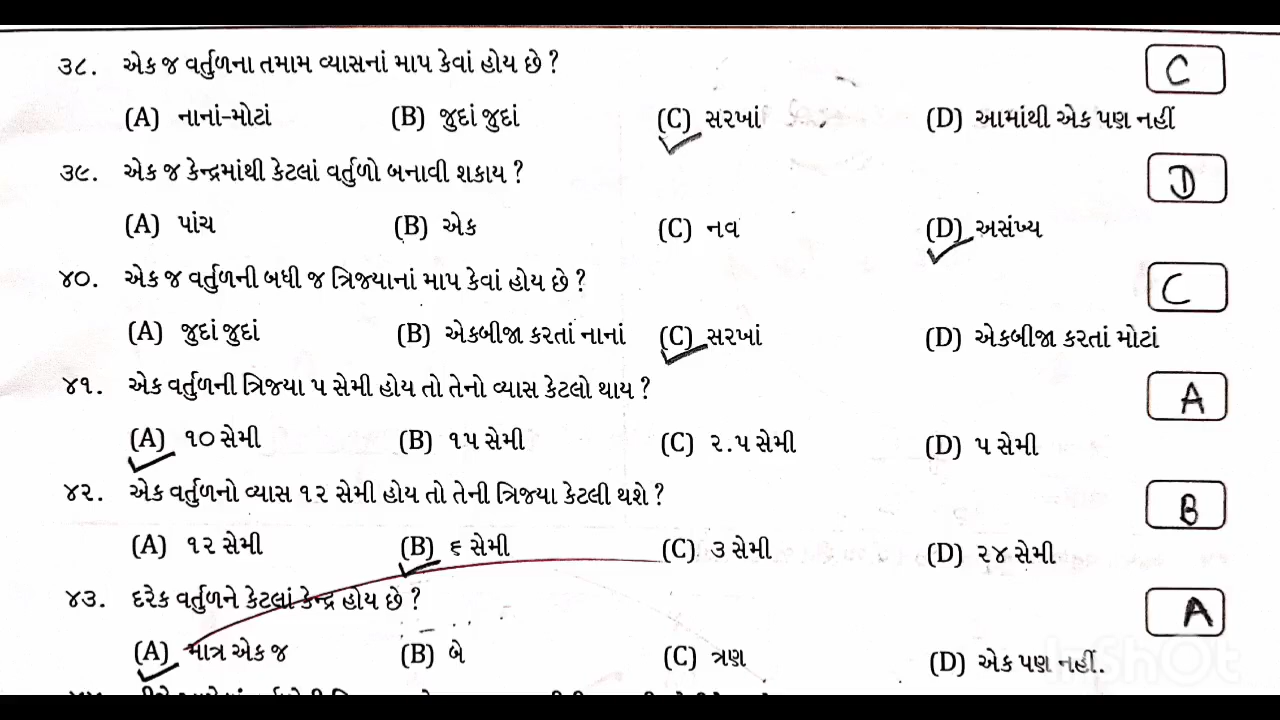 ૩૮. એક જ વર્તુળના તમામ વ્યાસનાં માપ કેવાં હોય છે ? C
(A) નાનાં-મોટાં (B) જુદાં જુદાં (C) સરખાં (D) આમાંથી એક પણ નહીં
૩૯. એક જ કેન્દ્રમાંથી કેટલાં વર્તુળો બનાવી શકાય ? D
(A) પાંચ (B) એક (C) નવ (D) અસંખ્ય
૪૦. એક જ વર્તુળની બધી જ ત્રિજ્યાનાં માપ કેવાં હોય છે ? C
(A) જુદાં જુદાં (B) એકબીજા કરતાં નાનાં (C) સરખાં (D) એકબીજા કરતાં મોટાં
૪૧. એક વર્તુળની ત્રિજ્યા ૫ સેમી હોય તો તેનો વ્યાસ કેટલો થાય ? A
(A) ૧૦ સેમી (B) ૧૫ સેમી (C) ૨.૫ સેમી (D) ૫ સેમી
૪૨. એક વર્તુળનો વ્યાસ ૧૨ સેમી હોય તો તેની ત્રિજ્યા કેટલી થશે ? B
(A) ૧૨ સેમી (B) ૬ સેમી (C) ૩ સેમી (D) ૨૪ સેમી
૪૩. દરેક વર્તુળને કેટલાં કેન્દ્ર હોય છે ? A
(A) માત્ર એક જ (B) બે (C) ત્રણ (D) એક પણ નહીં.
InShOt